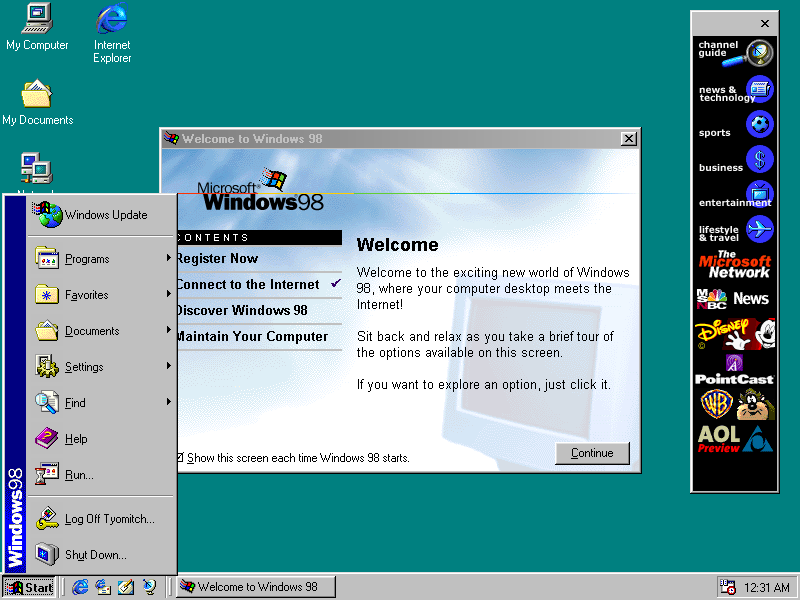 My Computer
Internet
Explorer
My Documents
Windows Update
Programs
Favorites
Documents
Settings
Find
Help
Run...
Log Off Tyomitch...
Shut Down...
Windows98
Welcome to Windows 98
Microsoft®
Windows98
CONTENTS
Register Now
Connect to the Internet
Discover Windows 98
Maintain Your Computer
Welcome
Welcome to the exciting new world of Windows
98, where your computer desktop meets the
Internet!
Sit back and relax as you take a brief tour of
the options available on this screen.
If you want to explore an option, just click it.
Show this screen each time Windows 98 starts.
Continue
channel
guide
news &
technology
sports
business
entertainment
lifestyle
& travel
The
Microsoft
Network
MSNBC News
Disney
PointCast
WB
AOL
Preview
Start
Welcome to Windows 98
12:31 AM